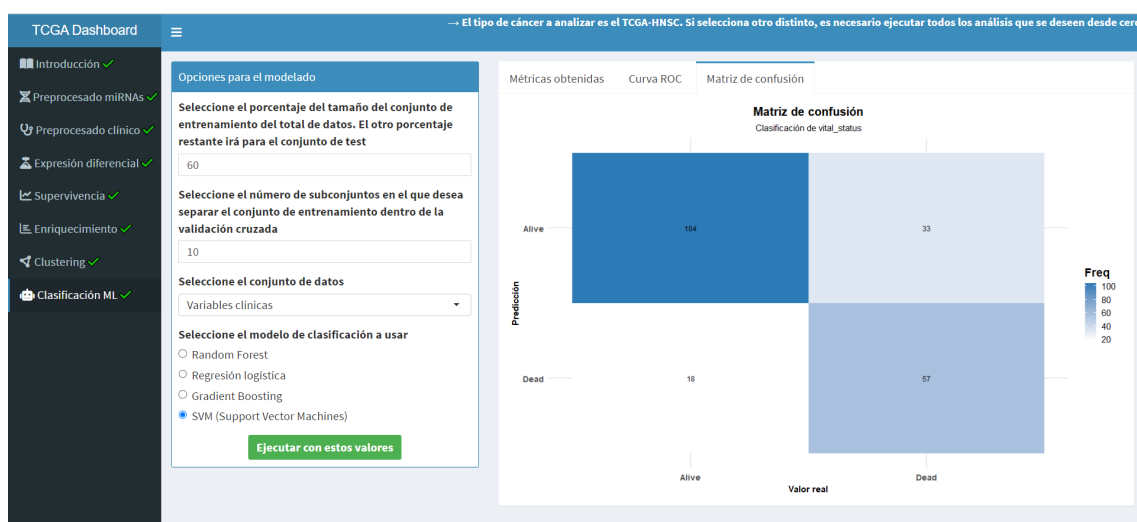 TCGA Dashboard
→ El tipo de cáncer a analizar es el TCGA-HNSC. Si selecciona otro distinto, es necesario ejecutar todos los análisis que se deseen desde cero
Introducción
Preprocesado miRNAs
Preprocesado clínico
Expresión diferencial
Supervivencia
Enriquecimiento
Clustering
Clasificación ML
Opciones para el modelado
Seleccione el porcentaje del tamaño del conjunto de
entrenamiento del total de datos. El otro porcentaje
restante irá para el conjunto de test
60
Seleccione el número de subconjuntos en el que desea
separar el conjunto de entrenamiento dentro de la
validación cruzada
10
Seleccione el conjunto de datos
Variables clínicas
Seleccione el modelo de clasificación a usar
Random Forest
Regresión logística
Gradient Boosting
SVM (Support Vector Machines)
Ejecutar con estos valores
Métricas obtenidas Curva ROC Matriz de confusión
Matriz de confusión
Clasificación de vital_status
Predicción
Alive 104 33
Dead 18 57
Alive Dead
Valor real
Freq
100
80
60
40
20